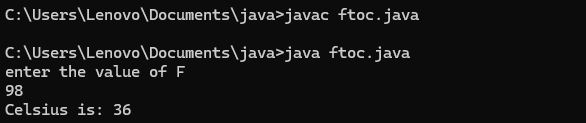 C:\Users\Lenovo\Documents\java>javac ftoc.java
C:\Users\Lenovo\Documents\java>java ftoc.java
enter the value of F
98
Celsius is: 36